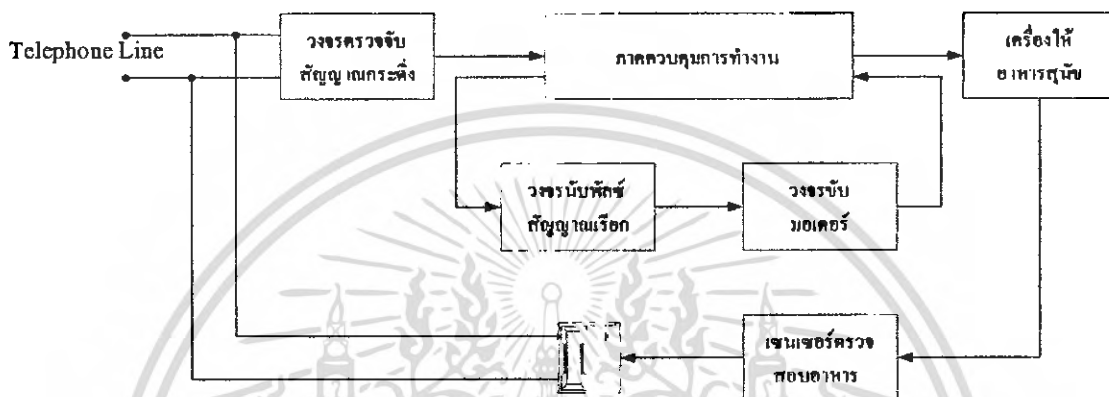 Telephone Line
วงจรตรวจจับ
สัญญาณกระดิ่ง
ภาคควบคุมการทำงาน
เครื่องให้
อาหารสุนัข
วงจรนับพัลซ์
สัญญาณเรียก
วงจรขับ
มอเตอร์
เซนเซอร์ตรวจ
สอบอาหาร